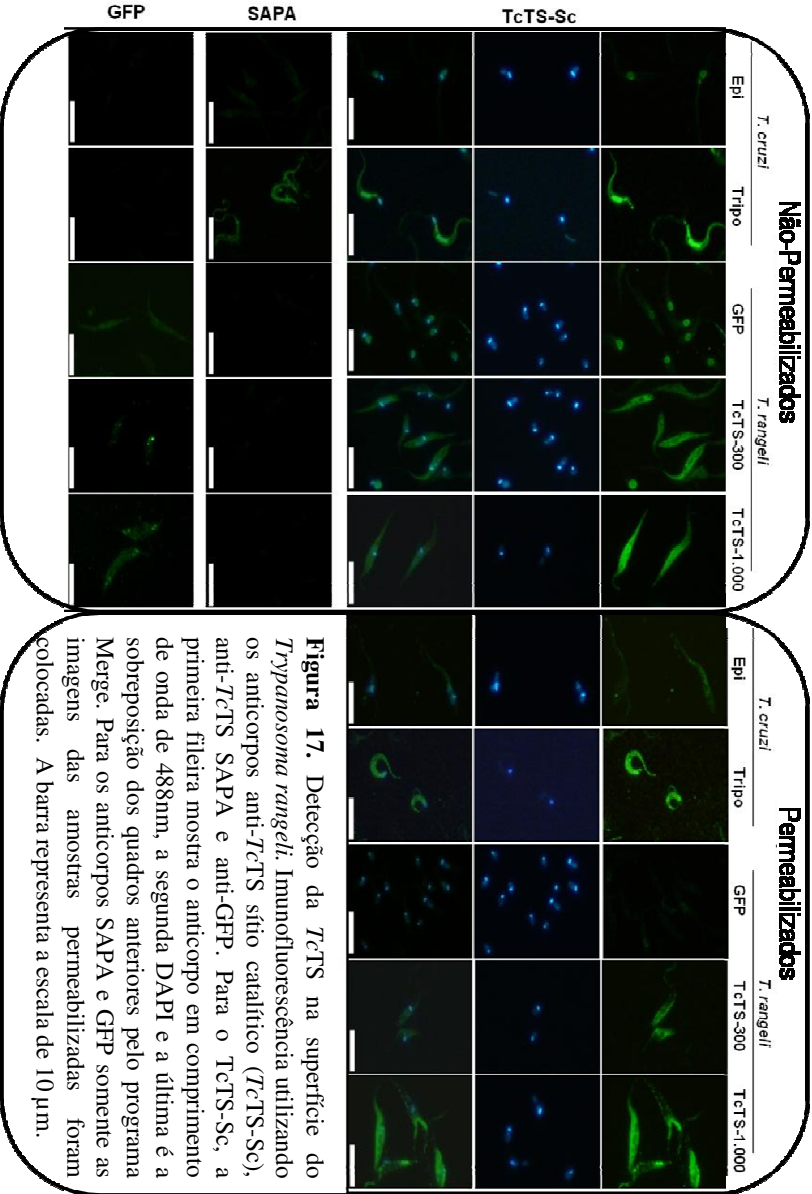 Não-Permeabilizados
T. cruzi
T. rangeli
Epi
Tripo
GFP
TcTS-300
TcTS-1.000
TcTS-Sc
SAPA
GFP
Permeabilizados
T. cruzi
T. rangeli
Epi
Tripo
GFP
TcTS-300
TcTS-1.000
Figura 17. Detecção da TcTS na superfície do
Trypanosoma rangeli. Imunofluorescência utilizando
os anticorpos anti-TcTS sítio catalítico (TcTS-Sc),
anti-TcTS SAPA e anti-GFP. Para o TcTS-Sc, a
primeira fileira mostra o anticorpo em comprimento
de onda de 488nm, a segunda DAPI e a última é a
sobreposição dos quadros anteriores pelo programa
Merge. Para os anticorpos SAPA e GFP somente as
imagens das amostras permeabilizadas foram
colocadas. A barra representa a escala de 10 µm.